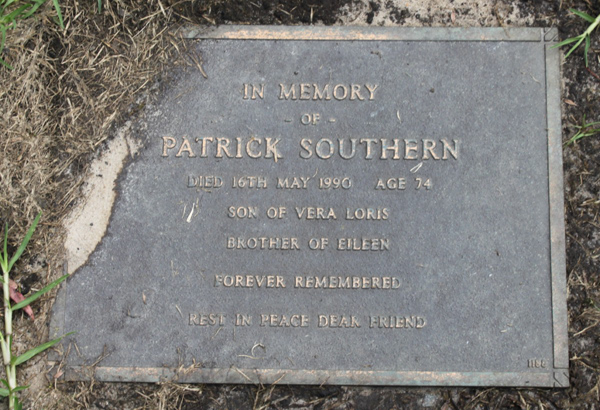 IN MEMORY
- OF -
PATRICK SOUTHERN
DIED 16TH MAY 1990 AGE 74
SON OF VERA LORIS
BROTHER OF EILEEN
FOREVER REMEMBERED
REST IN PEACE DEAR FRIEND